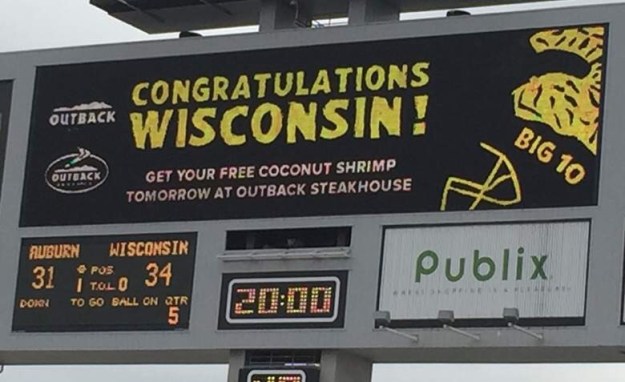 CONGRATULATIONS
WISCONSIN!
OUTBACK
OUTBACK
GET YOUR FREE COCONUT SHRIMP
TOMORROW AT OUTBACK STEAKHOUSE
BIG 10
AUBURN WISCONSIN
31 POS 34
1 T.O.L 0
DOWN TO GO BALL ON QTR
5
20:00
Publix